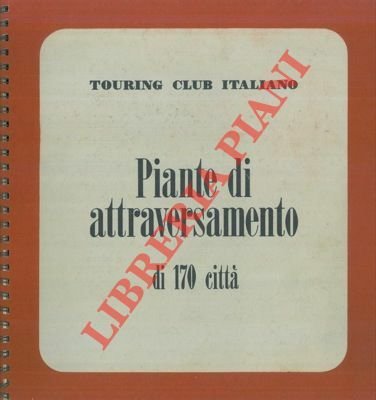 TOURING CLUB ITALIANO
Piante di
attraversamento
di 170 città
LIBRERIA PIANI